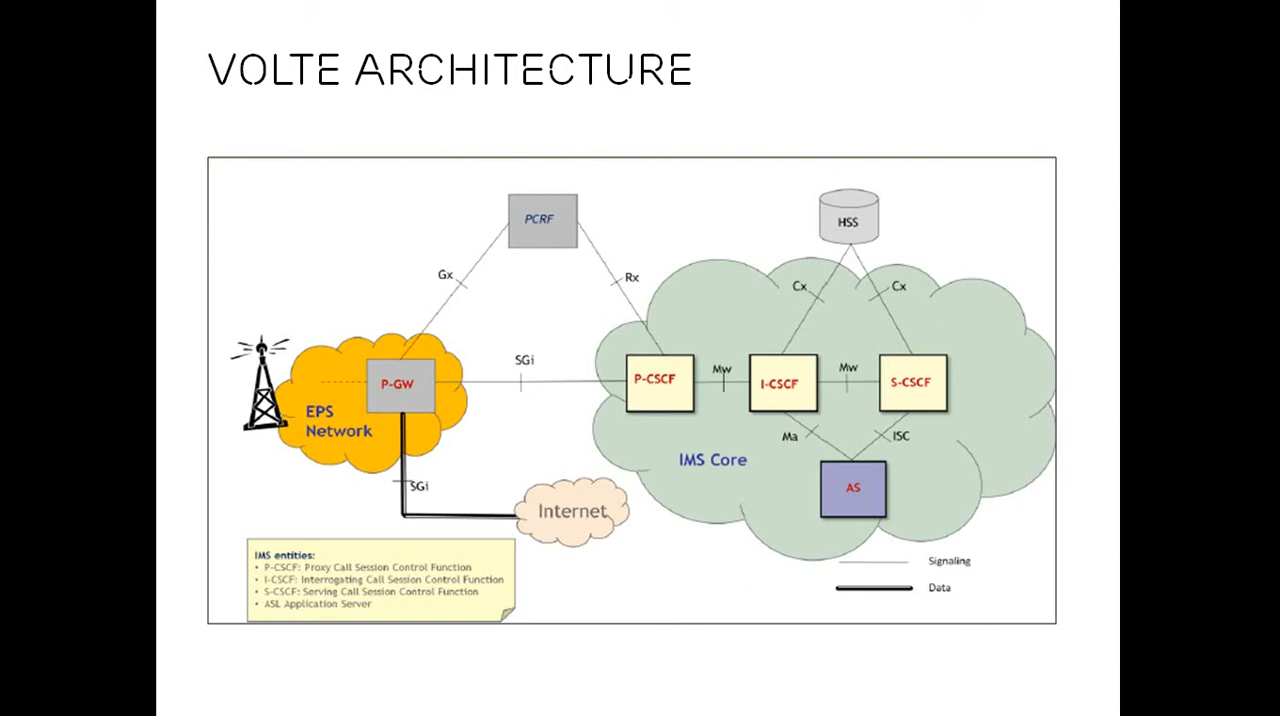 VOLTE ARCHITECTURE
PCRF
HSS
Gx
Rx
Cx
Cx
SGi
P-GW
P-CSCF
Mw
I-CSCF
Mw
S-CSCF
EPS
Network
Ma
ISC
IMS Core
AS
SGi
Internet
IMS entities:
• P-CSCF: Proxy Call Session Control Function
• I-CSCF: Interrogating Call Session Control Function
• S-CSCF: Serving Call Session Control Function
• ASL Application Server
Signaling
Data